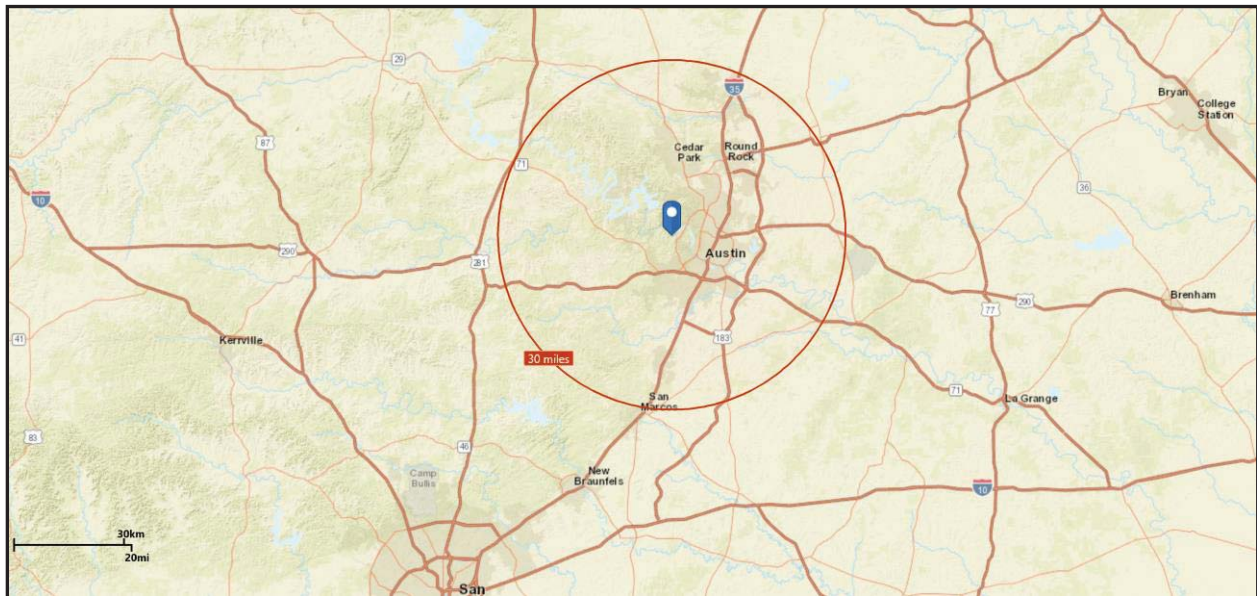 29
35
Bryan
College
Station
Cedar
Park
Round
Rock
87
71
10
36
290
281
Austin
Brenham
290
77
41
Kerrville
183
30 miles
San
Marcos
71
La Grange
83
46
Camp
Bullis
New
Braunfels
10
30km
20mi
San